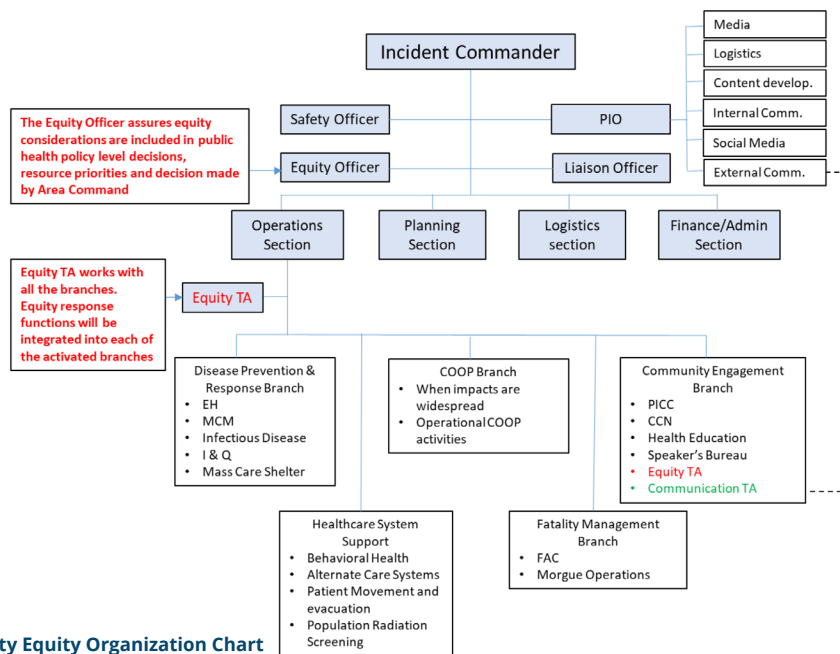 Incident Commander
Media
Logistics
Content develop.
Internal Comm.
Social Media
External Comm.
Safety Officer
PIO
The Equity Officer assures equity
considerations are included in public
health policy level decisions,
resource priorities and decision made
by Area Command
Equity Officer
Liaison Officer
Operations
Section
Planning
Section
Logistics
section
Finance/Admin
Section
Equity TA works with
all the branches.
Equity response
functions will be
integrated into each of
the activated branches
Equity TA
Disease Prevention &
Response Branch
• EH
• MCM
• Infectious Disease
• I & Q
• Mass Care Shelter
COOP Branch
• When impacts are
widespread
• Operational COOP
activities
Community Engagement
Branch
• PICC
• CCN
• Health Education
• Speaker's Bureau
• Equity TA
• Communication TA
Healthcare System
Support
• Behavioral Health
• Alternate Care Systems
• Patient Movement and
evacuation
• Population Radiation
Screening
Fatality Management
Branch
• FAC
• Morgue Operations
ty Equity Organization Chart